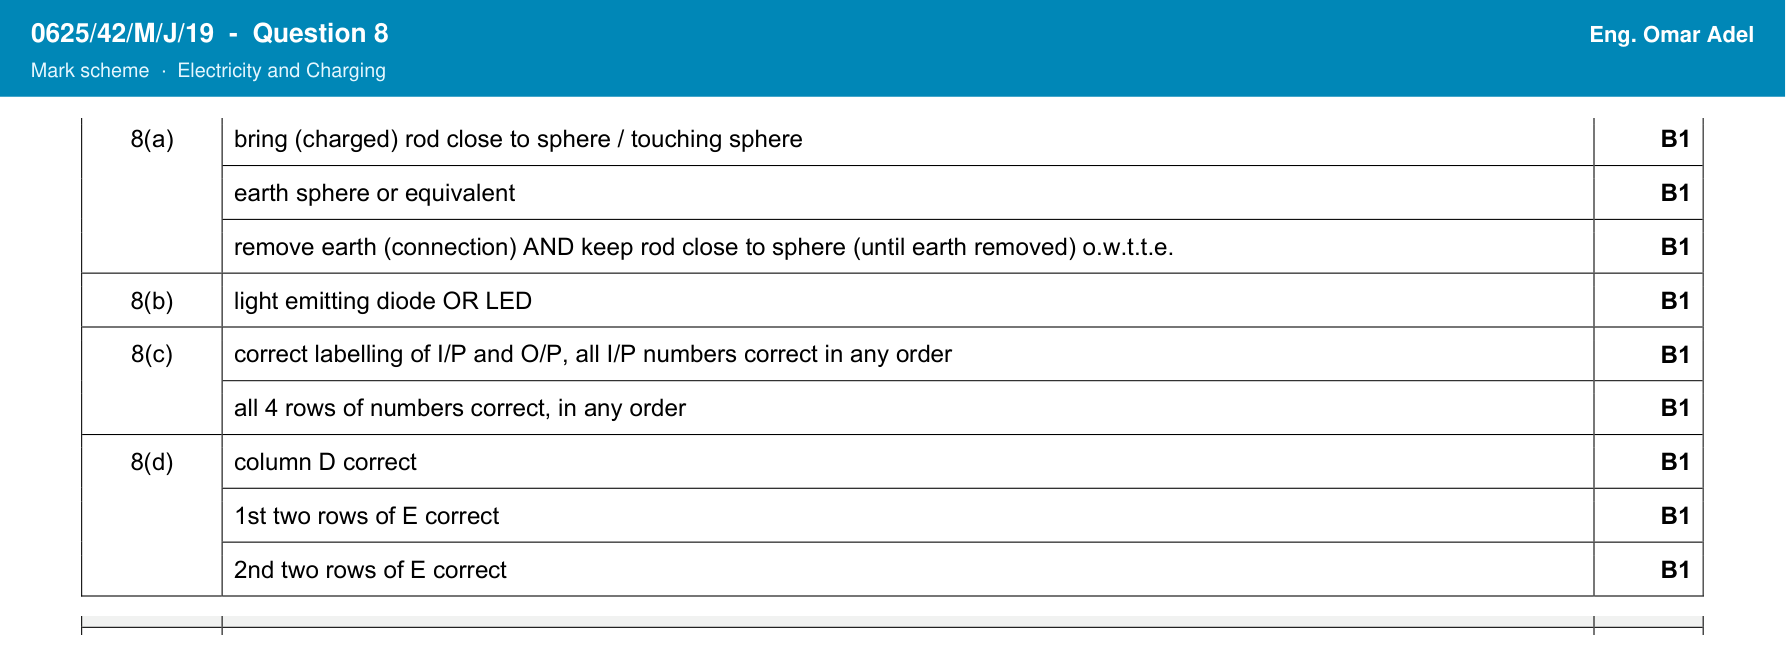 0625/42/M/J/19 - Question 8
Eng. Omar Adel
Mark scheme · Electricity and Charging
8(a) bring (charged) rod close to sphere / touching sphere B1
earth sphere or equivalent B1
remove earth (connection) AND keep rod close to sphere (until earth removed) o.w.t.t.e. B1
8(b) light emitting diode OR LED B1
8(c) correct labelling of I/P and O/P, all I/P numbers correct in any order B1
all 4 rows of numbers correct, in any order B1
8(d) column D correct B1
1st two rows of E correct B1
2nd two rows of E correct B1